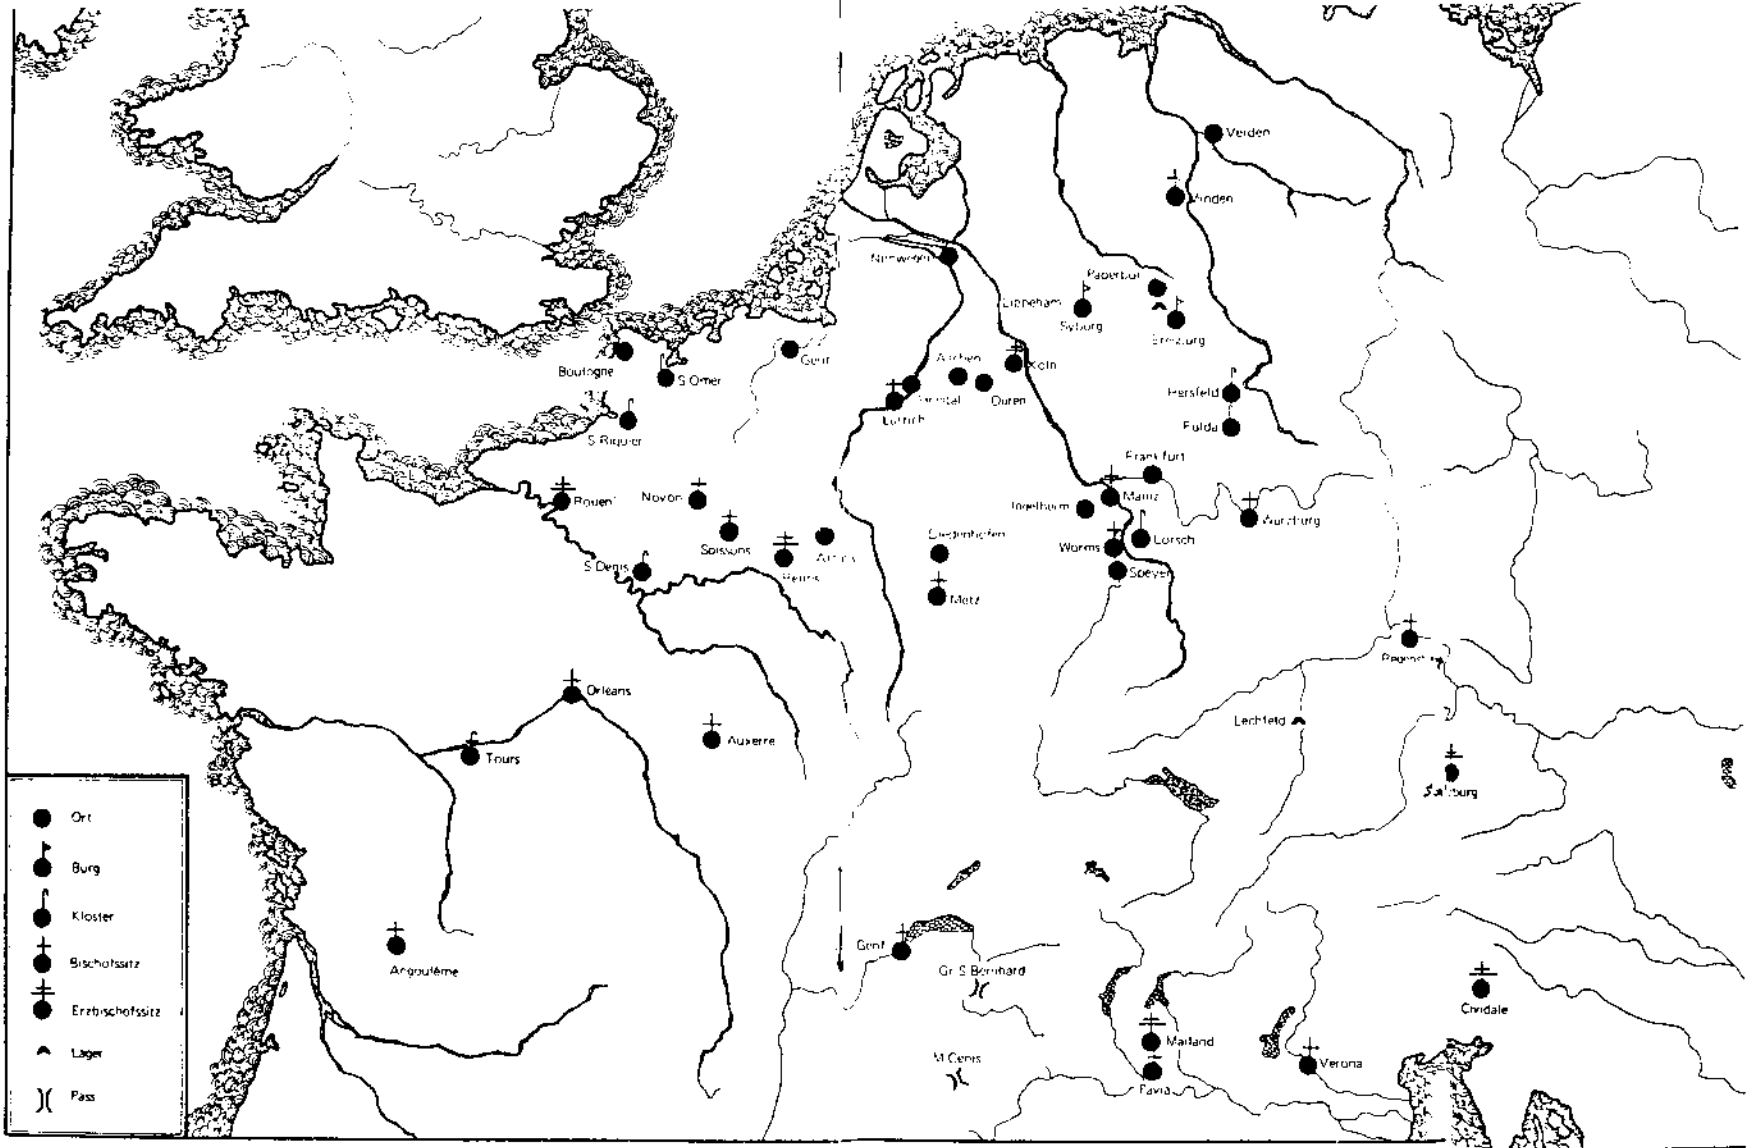 Verden
Minden
Nimwegen
Paderbor
Lippeham
Syburg
Eresburg
Boulogne
S Omer
Gent
Aachen
Köln
Düren
Lüttich
Hersfeld
Fulda
S Riquier
Frankfurt
Rouen
Noyon
Mainz
Ingelheim
Würzburg
Soissons
Diedenhofen
Worms
Lorsch
Reims
S Denis
Speyer
Metz
Regensburg
Orléans
Lechfeld
Auxerre
Tours
Salzburg
Ort
Burg
Kloster
Bischofssitz
Erzbischofssitz
Lager
Pass
Angoulême
Genf
Gr S Bernhard
Cividale
Mailand
M Cenis
Verona
Pavia